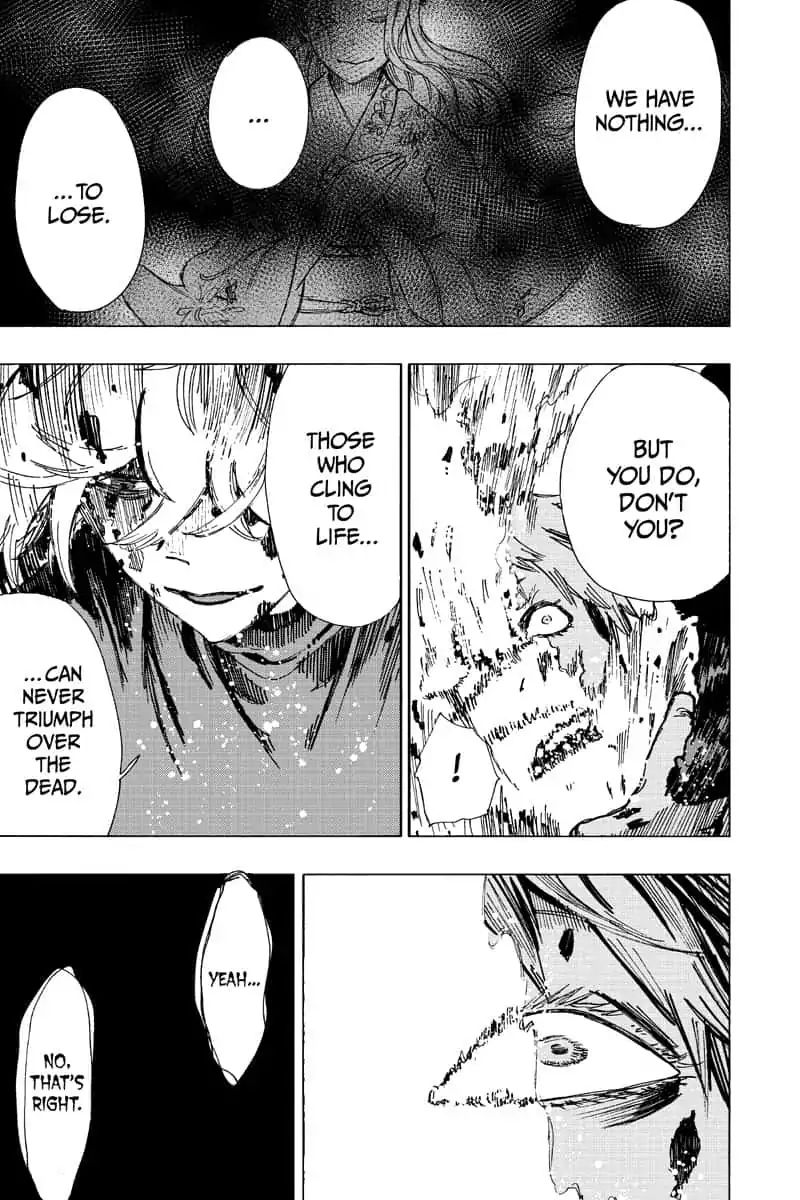 WE HAVE
NOTHING...
...
...TO
LOSE.
BUT
YOU DO,
DON'T
YOU?
!
THOSE
WHO
CLING
TO
LIFE...
...CAN
NEVER
TRIUMPH
OVER
THE
DEAD.
YEAH...
NO,
THAT'S
RIGHT.